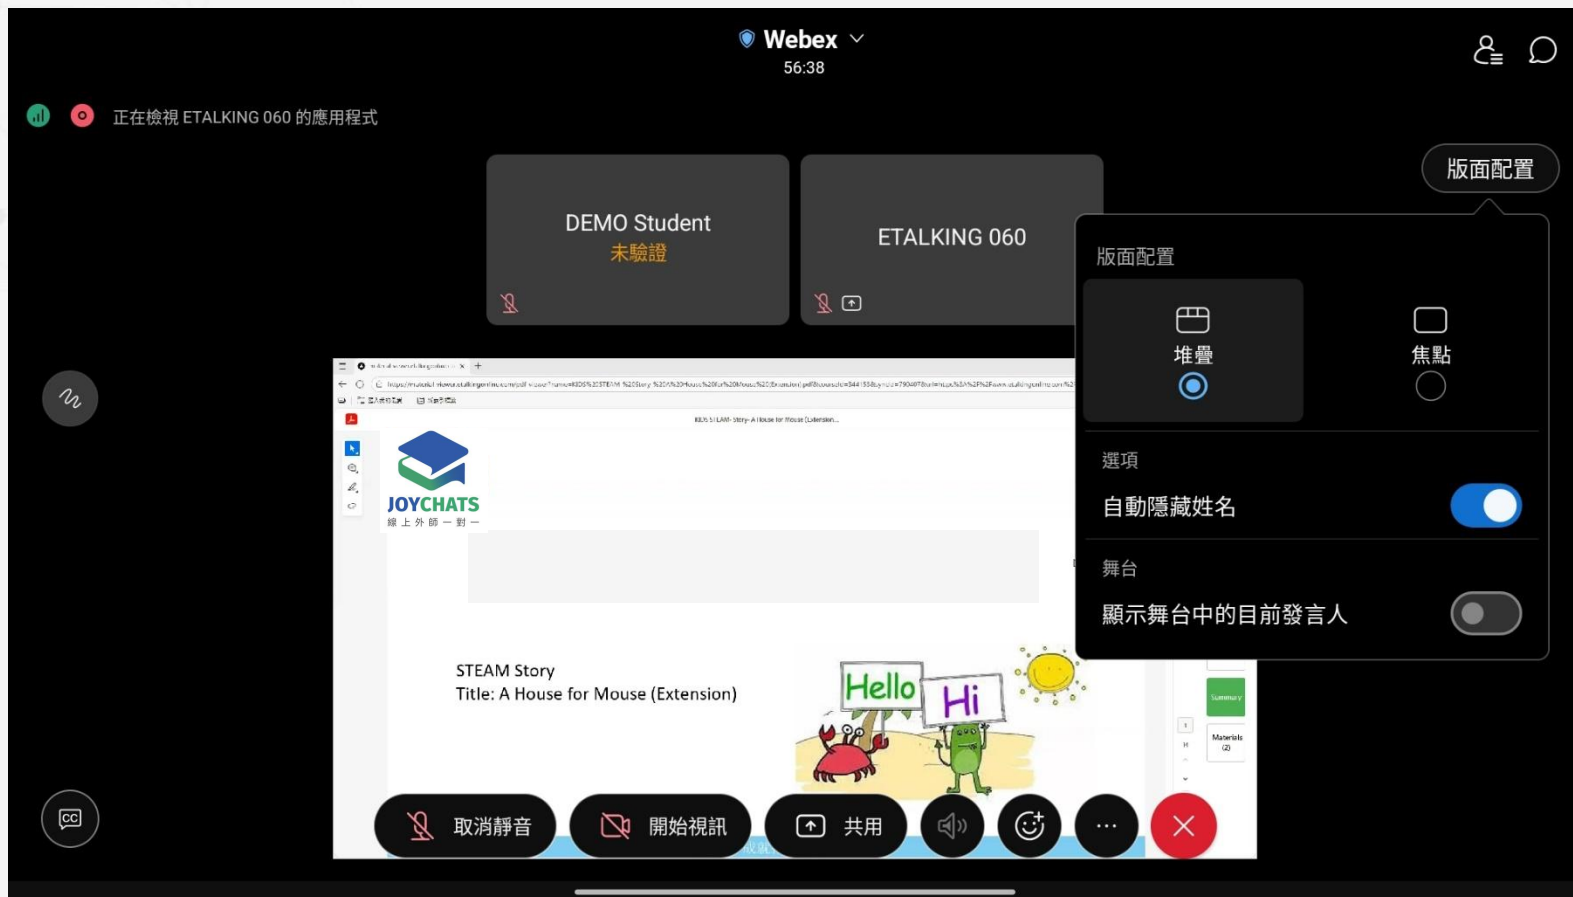 Webex
56:38
正在檢視 ETALKING 060 的應用程式
版面配置
DEMO Student
未驗證
ETALKING 060
版面配置
堆疊
焦點
選項
自動隱藏姓名
舞台
顯示舞台中的目前發言人
JOYCHATS
線上外師一對一
STEAM Story
Title: A House for Mouse (Extension)
Hello
Hi
Summary
Materials
(2)
CC
取消靜音
開始視訊
共用